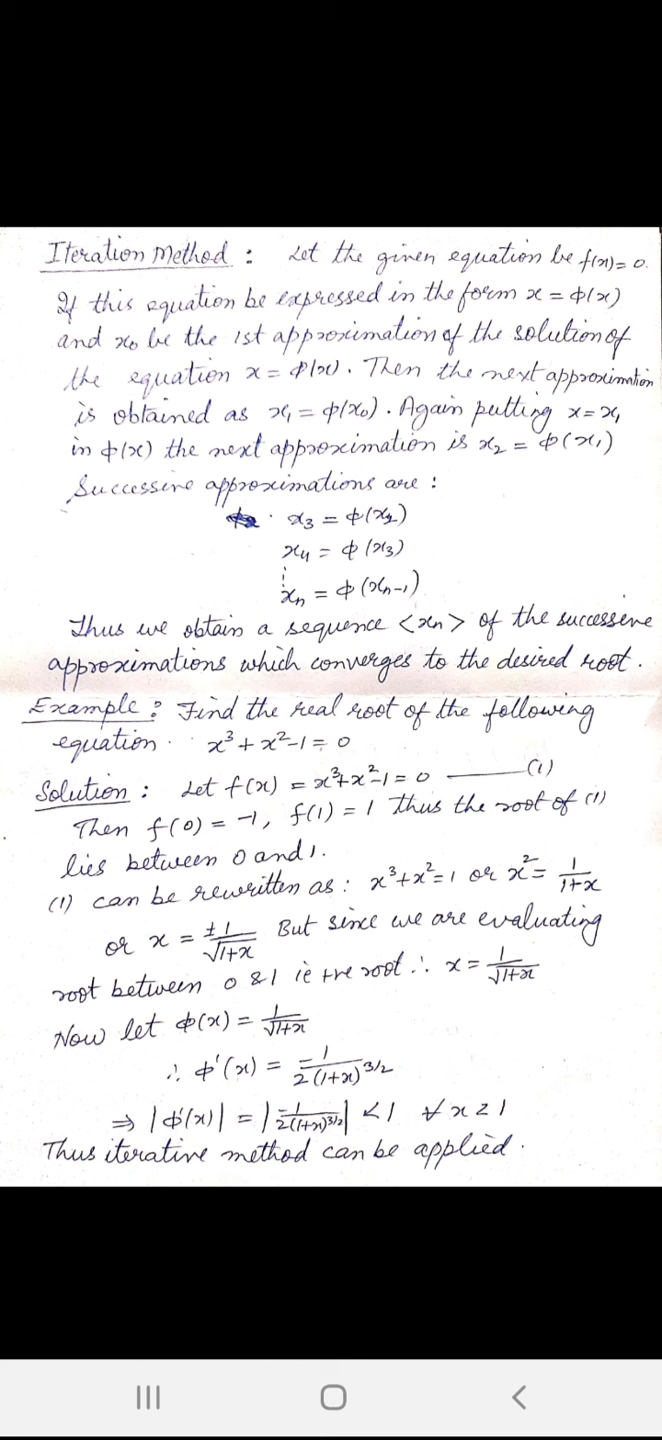 Iteration Method : Let the given equation be f(x) = 0.
If this equation be expressed in the form x = ϕ(x)
and x₀ be the 1st approximation of the solution of
the equation x = ϕ(x). Then the next approximation
is obtained as x₁ = ϕ(x₀). Again putting x = x₁
in ϕ(x) the next approximation is x₂ = ϕ(x₁)
Successive approximations are :
x₃ = ϕ(x₂)
x₄ = ϕ(x₃)
⋮
xₙ = ϕ(xₙ₋₁)
Thus we obtain a sequence <xₙ> of the successive
approximations which converges to the desired root.
Example : Find the real root of the following
equation. x³ + x² - 1 = 0
Solution : Let f(x) = x³ + x² - 1 = 0 ——— (1)
Then f(0) = -1, f(1) = 1 thus the root of (1)
lies between 0 and 1.
(1) can be rewritten as : x³ + x² = 1 or x² = 1/(1+x)
or x = ±1/√(1+x) But since we are evaluating
root between 0 & 1 ie +ve root ∴ x = 1/√(1+x)
Now let ϕ(x) = 1/√(1+x)
∴ ϕ'(x) = -1/2(1+x)^3/2
⇒ |ϕ'(x)| = |-1/2(1+x)^3/2| < 1 ∀ x ≥ 1
Thus iterative method can be applied.